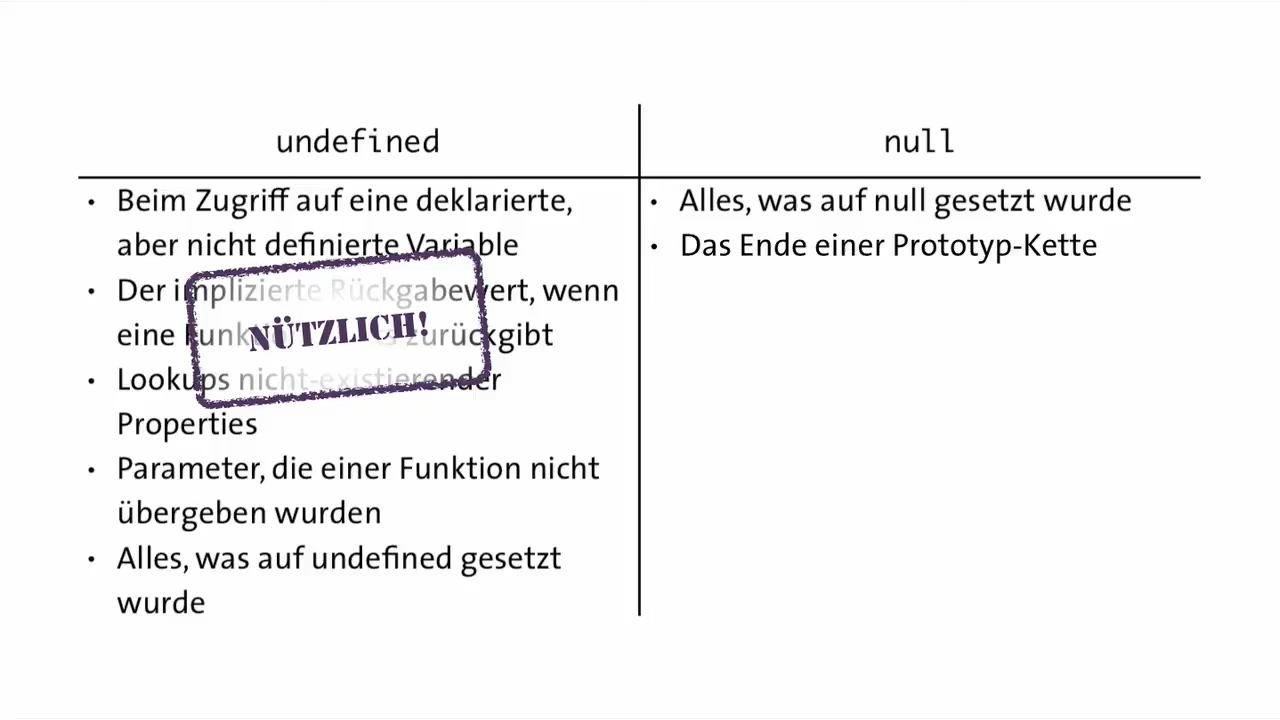 undefined
null
• Beim Zugriff auf eine deklarierte,
aber nicht definierte Variable
• Der implizierte Rückgabewert, wenn
eine Funktion zurückgibt
• Lookups nicht-existierender
Properties
• Parameter, die einer Funktion nicht
übergeben wurden
• Alles, was auf undefined gesetzt
wurde
NÜTZLICH!
• Alles, was auf null gesetzt wurde
• Das Ende einer Prototyp-Kette